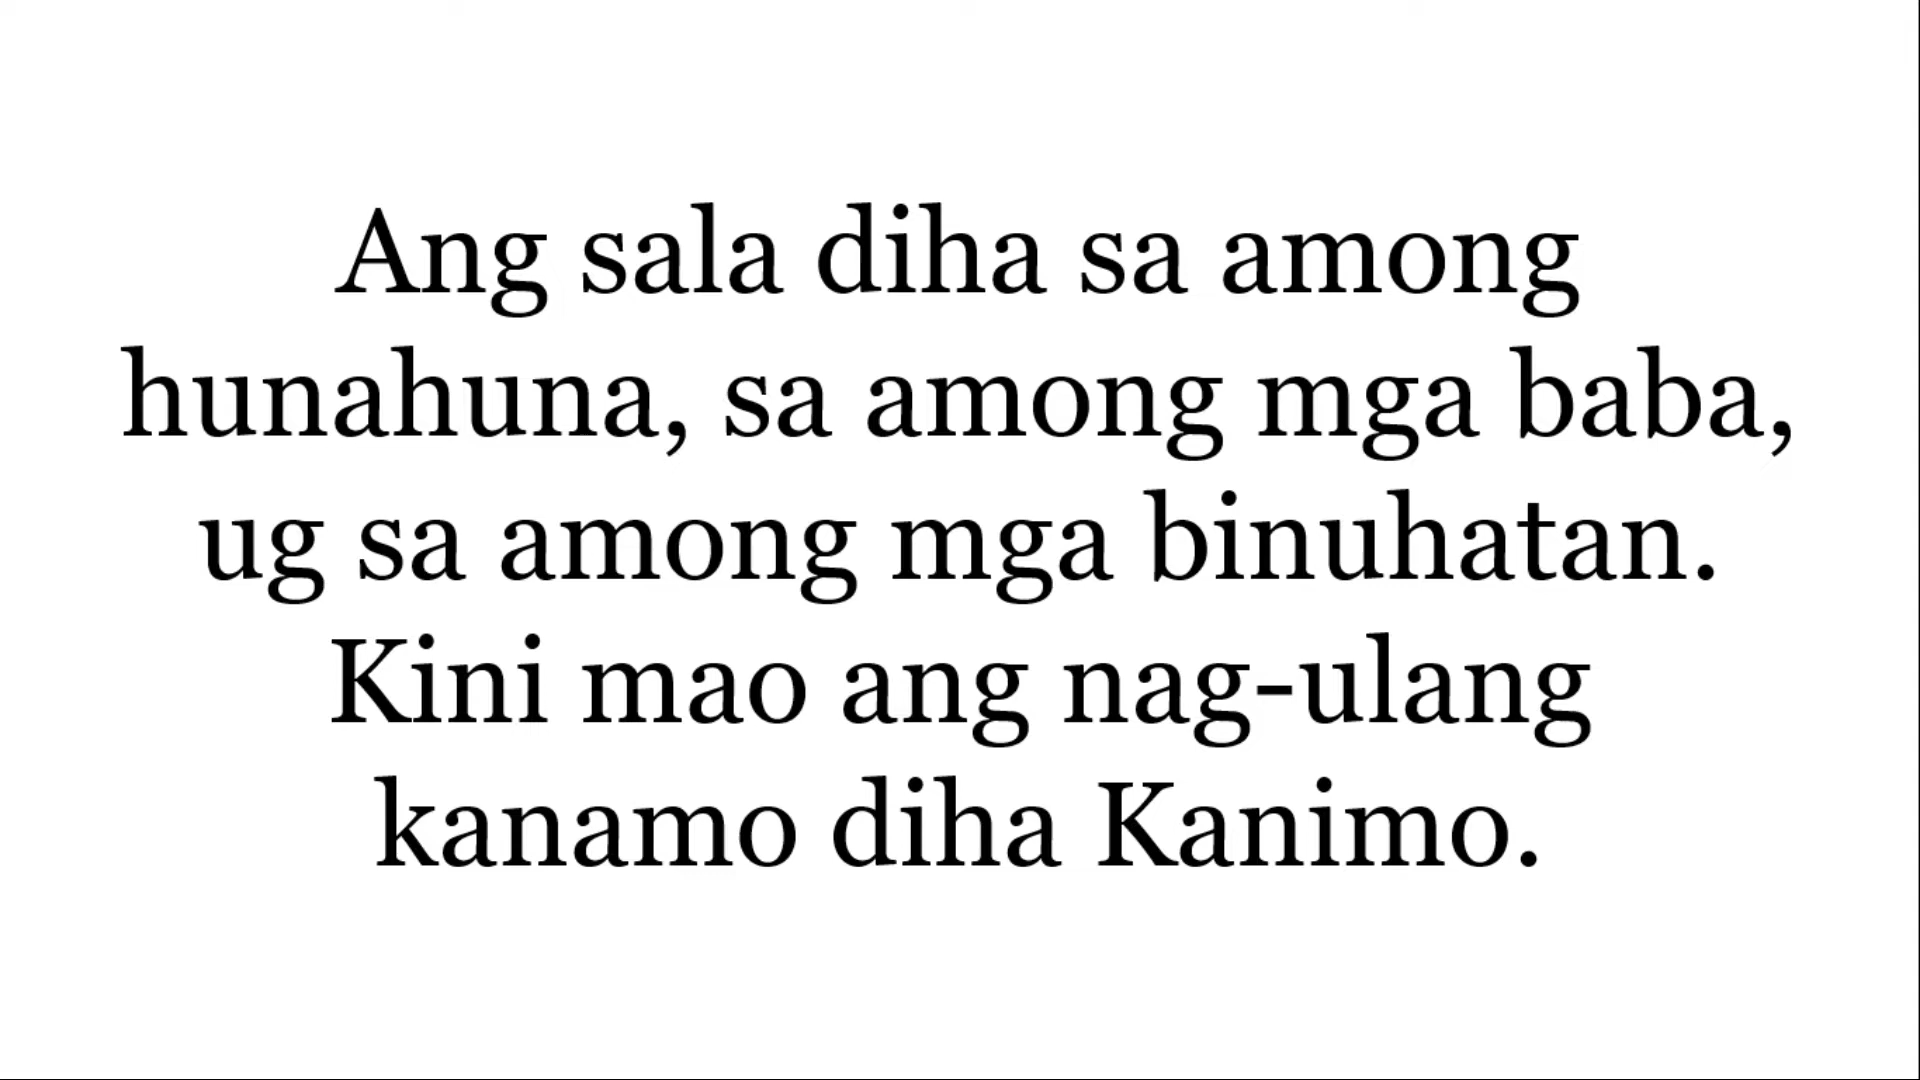 Ang sala diha sa among
hunahuna, sa among mga baba,
ug sa among mga binuhatan.
Kini mao ang nag-ulang
kanamo diha Kanimo.